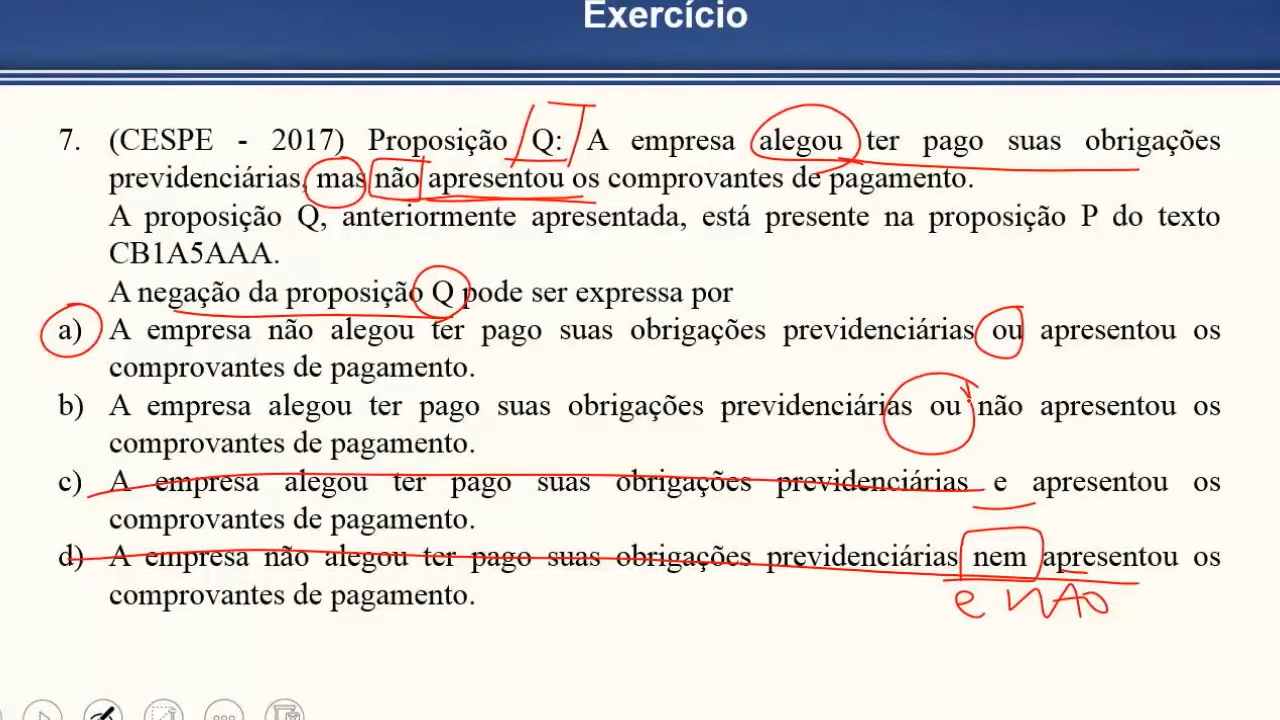 Exercício
7. (CESPE - 2017) Proposição Q: A empresa alegou ter pago suas obrigações
previdenciárias, mas não apresentou os comprovantes de pagamento.
A proposição Q, anteriormente apresentada, está presente na proposição P do texto
CB1A5AAA.
A negação da proposição Q pode ser expressa por
a) A empresa não alegou ter pago suas obrigações previdenciárias ou apresentou os
comprovantes de pagamento.
b) A empresa alegou ter pago suas obrigações previdenciárias ou não apresentou os
comprovantes de pagamento.
c) A empresa alegou ter pago suas obrigações previdenciárias e apresentou os
comprovantes de pagamento.
d) A empresa não alegou ter pago suas obrigações previdenciárias nem apresentou os
comprovantes de pagamento.
e NÃO